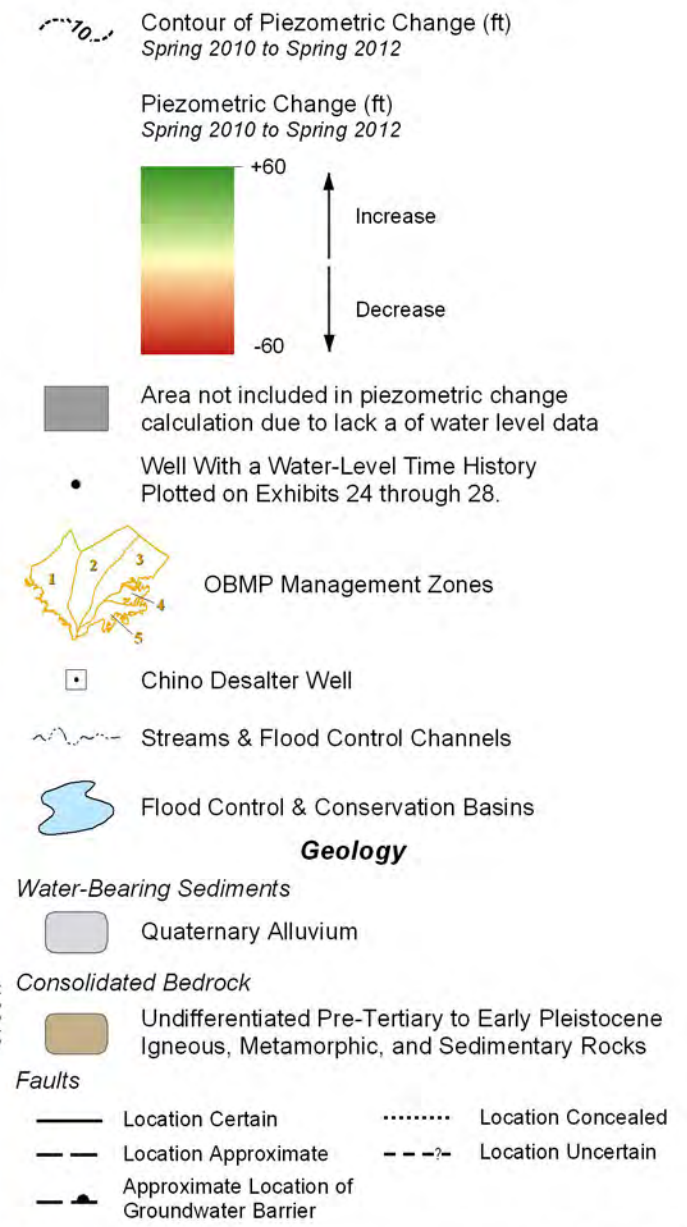 10
Contour of Piezometric Change (ft)
Spring 2010 to Spring 2012
Piezometric Change (ft)
Spring 2010 to Spring 2012
+60
Increase
Decrease
-60
Area not included in piezometric change
calculation due to lack a of water level data
Well With a Water-Level Time History
Plotted on Exhibits 24 through 28.
1
2
3
4
5
OBMP Management Zones
Chino Desalter Well
Streams & Flood Control Channels
Flood Control & Conservation Basins
Geology
Water-Bearing Sediments
Quaternary Alluvium
Consolidated Bedrock
Undifferentiated Pre-Tertiary to Early Pleistocene
Igneous, Metamorphic, and Sedimentary Rocks
Faults
Location Certain
Location Concealed
Location Approximate
?
Location Uncertain
Approximate Location of
Groundwater Barrier